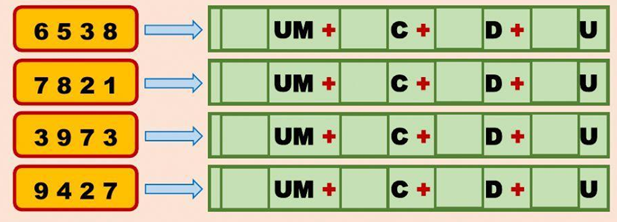 6 5 3 8 UM + C + D + U
7 8 2 1 UM + C + D + U
3 9 7 3 UM + C + D + U
9 4 2 7 UM + C + D + U